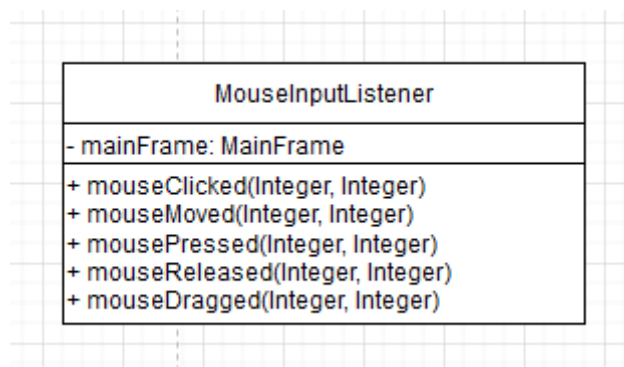 MouseInputListener
- mainFrame: MainFrame
+ mouseClicked(Integer, Integer)
+ mouseMoved(Integer, Integer)
+ mousePressed(Integer, Integer)
+ mouseReleased(Integer, Integer)
+ mouseDragged(Integer, Integer)